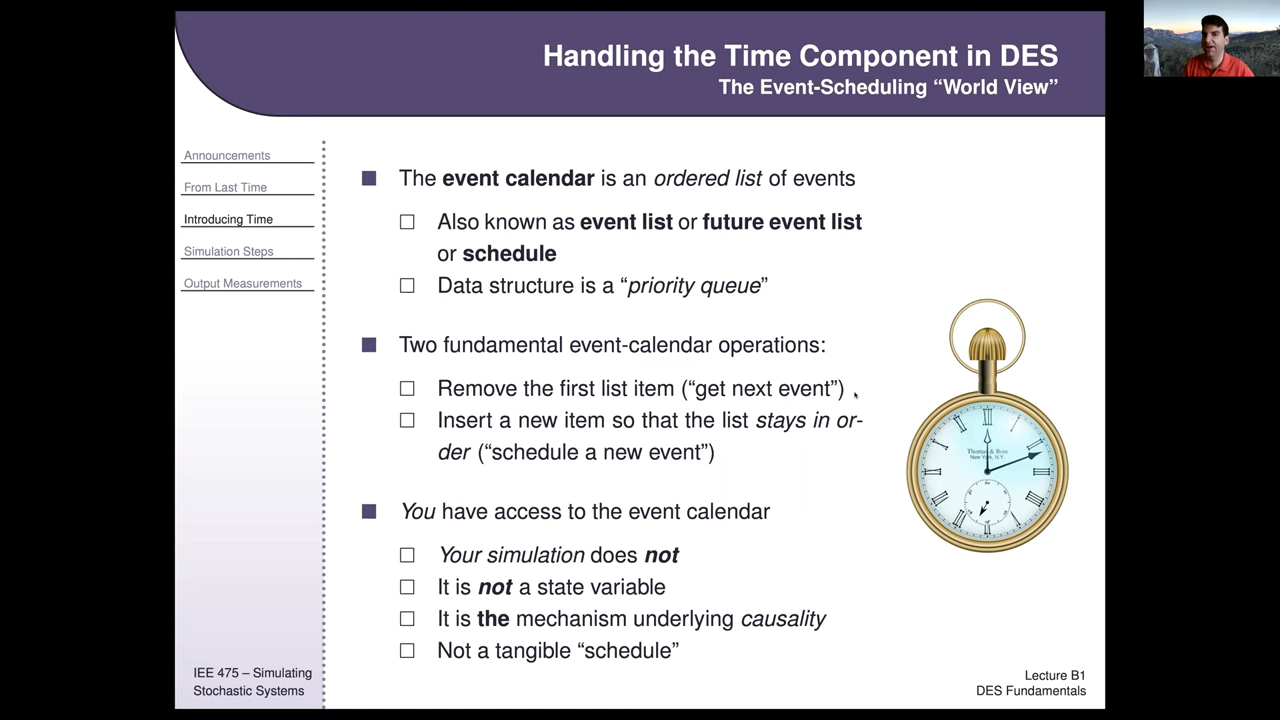 Handling the Time Component in DES
The Event-Scheduling “World View”
Announcements
From Last Time
Introducing Time
Simulation Steps
Output Measurements
■ The event calendar is an ordered list of events
□ Also known as event list or future event list
or schedule
□ Data structure is a “priority queue”
■ Two fundamental event-calendar operations:
□ Remove the first list item (“get next event”)
□ Insert a new item so that the list stays in or-
der (“schedule a new event”)
■ You have access to the event calendar
□ Your simulation does not
□ It is not a state variable
□ It is the mechanism underlying causality
□ Not a tangible “schedule”
Thomas & Ross
New York, N.Y.
IEE 475 – Simulating
Stochastic Systems
Lecture B1
DES Fundamentals